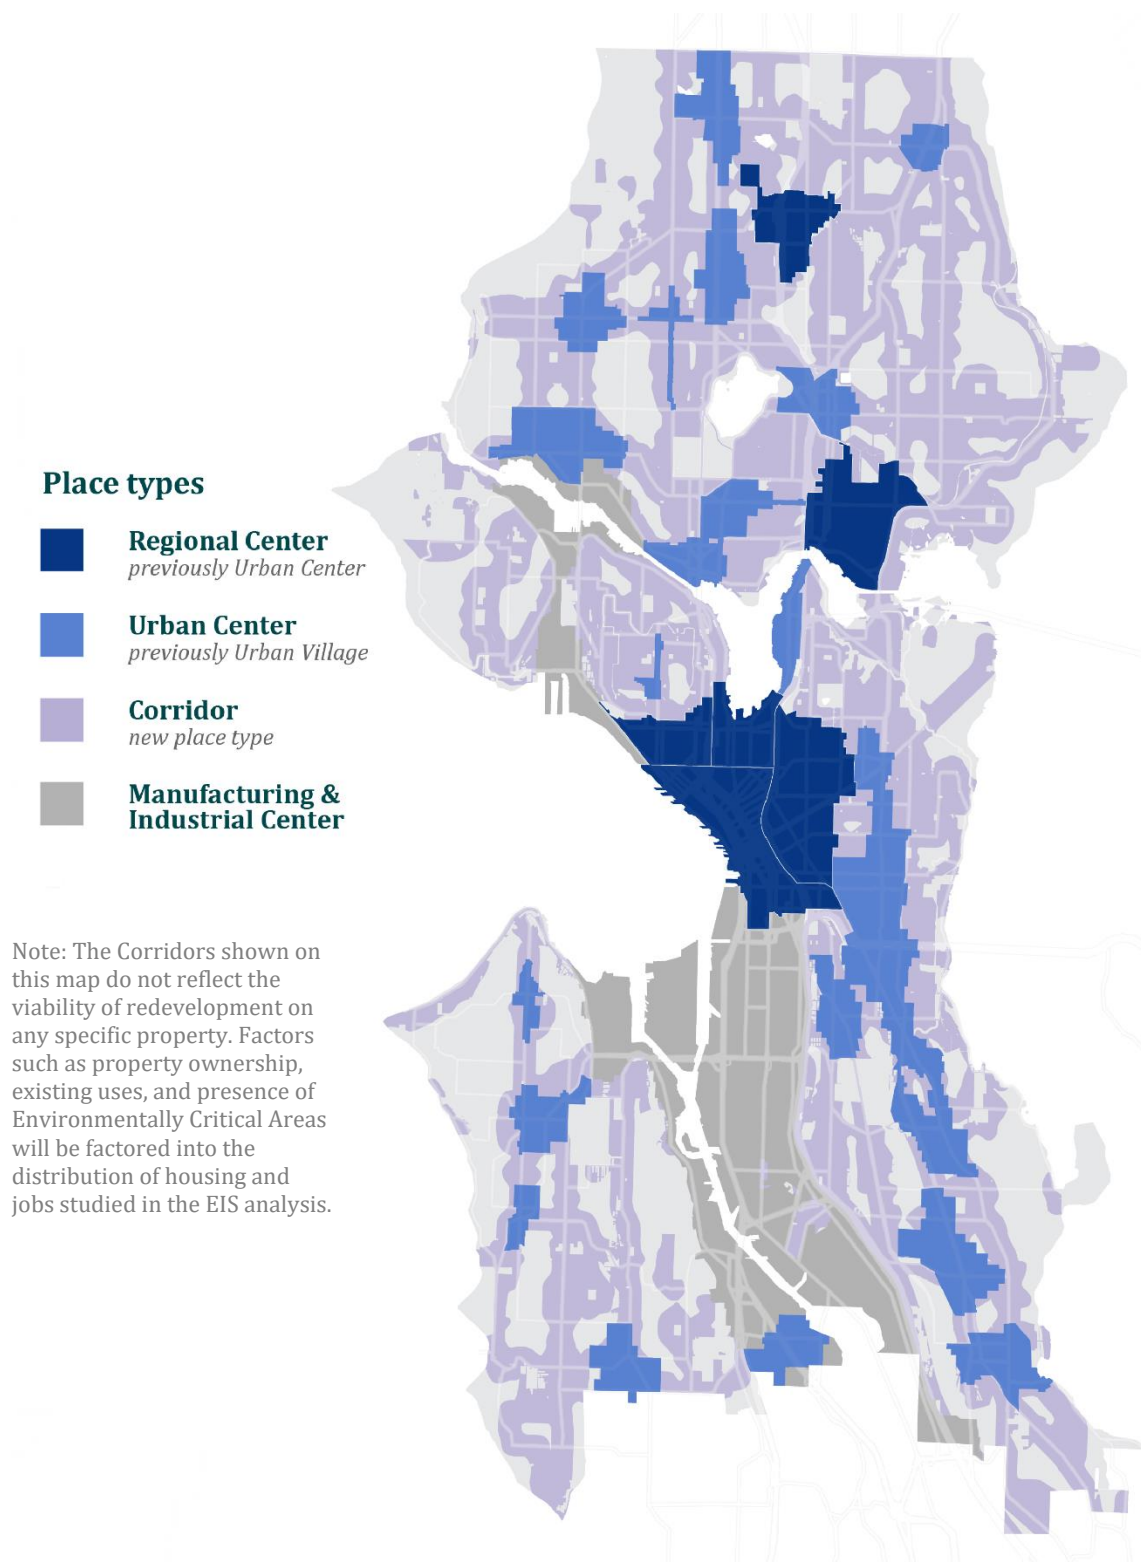 Place types
Regional Center
previously Urban Center
Urban Center
previously Urban Village
Corridor
new place type
Manufacturing &
Industrial Center
Note: The Corridors shown on
this map do not reflect the
viability of redevelopment on
any specific property. Factors
such as property ownership,
existing uses, and presence of
Environmentally Critical Areas
will be factored into the
distribution of housing and
jobs studied in the EIS analysis.